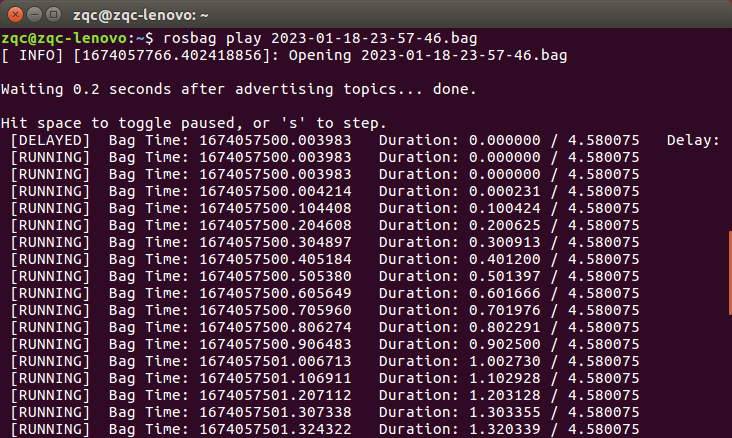 zqc@zqc-lenovo: ~
zqc@zqc-lenovo:~$ rosbag play 2023-01-18-23-57-46.bag
[ INFO] [1674057766.402418856]: Opening 2023-01-18-23-57-46.bag
Waiting 0.2 seconds after advertising topics... done.
Hit space to toggle paused, or 's' to step.
[DELAYED]  Bag Time: 1674057500.003983   Duration: 0.000000 / 4.580075   Delay:
[RUNNING]  Bag Time: 1674057500.003983   Duration: 0.000000 / 4.580075
[RUNNING]  Bag Time: 1674057500.003983   Duration: 0.000000 / 4.580075
[RUNNING]  Bag Time: 1674057500.004214   Duration: 0.000231 / 4.580075
[RUNNING]  Bag Time: 1674057500.104408   Duration: 0.100424 / 4.580075
[RUNNING]  Bag Time: 1674057500.204608   Duration: 0.200625 / 4.580075
[RUNNING]  Bag Time: 1674057500.304897   Duration: 0.300913 / 4.580075
[RUNNING]  Bag Time: 1674057500.405184   Duration: 0.401200 / 4.580075
[RUNNING]  Bag Time: 1674057500.505380   Duration: 0.501397 / 4.580075
[RUNNING]  Bag Time: 1674057500.605649   Duration: 0.601666 / 4.580075
[RUNNING]  Bag Time: 1674057500.705960   Duration: 0.701976 / 4.580075
[RUNNING]  Bag Time: 1674057500.806274   Duration: 0.802291 / 4.580075
[RUNNING]  Bag Time: 1674057500.906483   Duration: 0.902500 / 4.580075
[RUNNING]  Bag Time: 1674057501.006713   Duration: 1.002730 / 4.580075
[RUNNING]  Bag Time: 1674057501.106911   Duration: 1.102928 / 4.580075
[RUNNING]  Bag Time: 1674057501.207112   Duration: 1.203128 / 4.580075
[RUNNING]  Bag Time: 1674057501.307338   Duration: 1.303355 / 4.580075
[RUNNING]  Bag Time: 1674057501.324322   Duration: 1.320339 / 4.580075